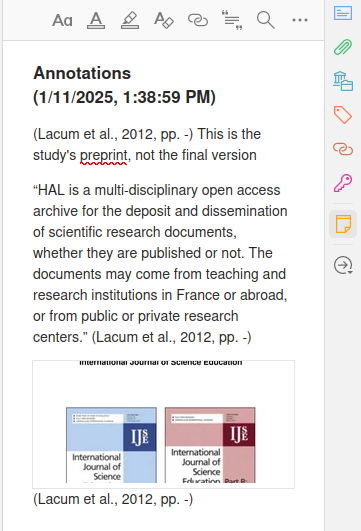 Aa A
Annotations
(1/11/2025, 1:38:59 PM)
(Lacum et al., 2012, pp. -) This is the
study's preprint, not the final version
“HAL is a multi-disciplinary open access
archive for the deposit and dissemination
of scientific research documents,
whether they are published or not. The
documents may come from teaching and
research institutions in France or abroad,
or from public or private research
centers.” (Lacum et al., 2012, pp. -)
International Journal of Science Education
IJSE
IJSE
International
Journal of
Science
International
Journal of
Science
Education Part B:
(Lacum et al., 2012, pp. -)